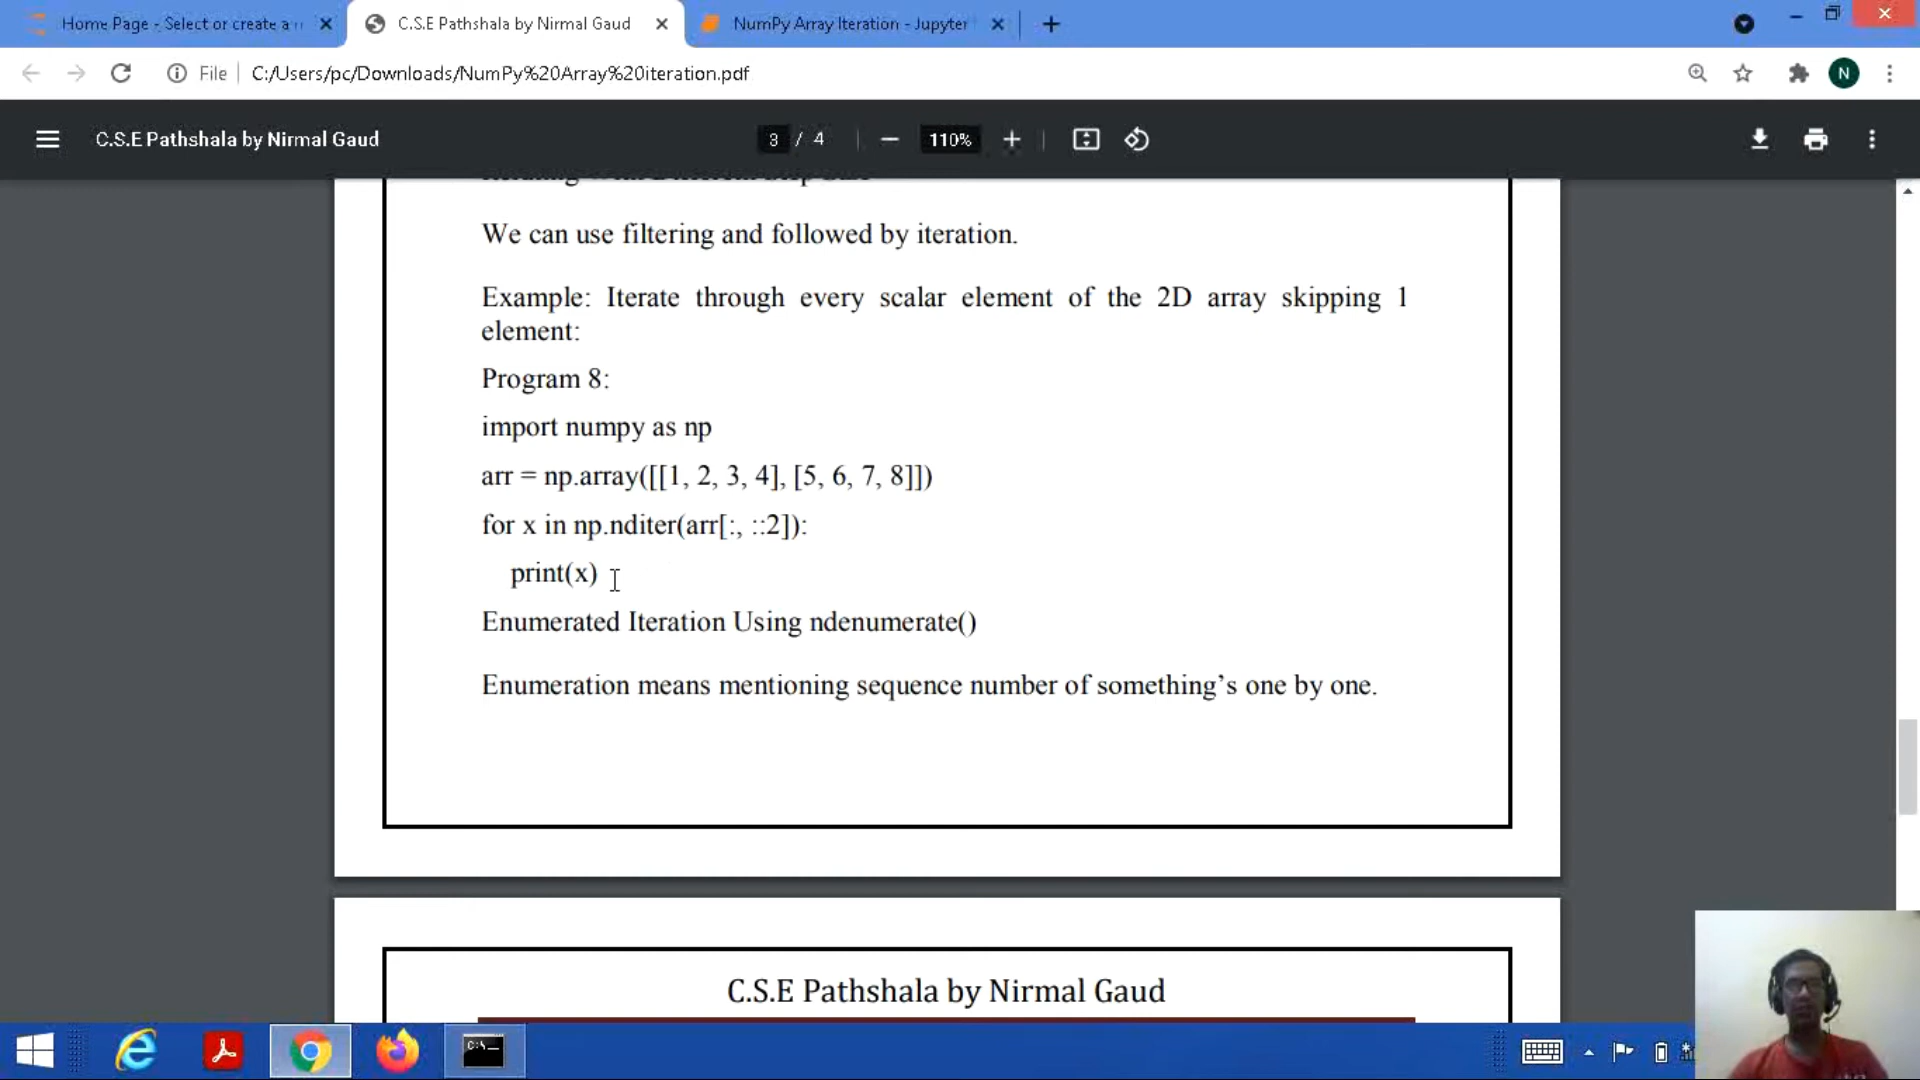 Home Page - Select or create a n
C.S.E Pathshala by Nirmal Gaud
NumPy Array Iteration - Jupyter
File
C:/Users/pc/Downloads/NumPy%20Array%20iteration.pdf
N
C.S.E Pathshala by Nirmal Gaud
3 / 4
110%
We can use filtering and followed by iteration.
Example: Iterate through every scalar element of the 2D array skipping 1
element:
Program 8:
import numpy as np
arr = np.array([[1, 2, 3, 4], [5, 6, 7, 8]])
for x in np.nditer(arr[:, ::2]):
print(x)
Enumerated Iteration Using ndenumerate()
Enumeration means mentioning sequence number of something’s one by one.
C.S.E Pathshala by Nirmal Gaud
C:\